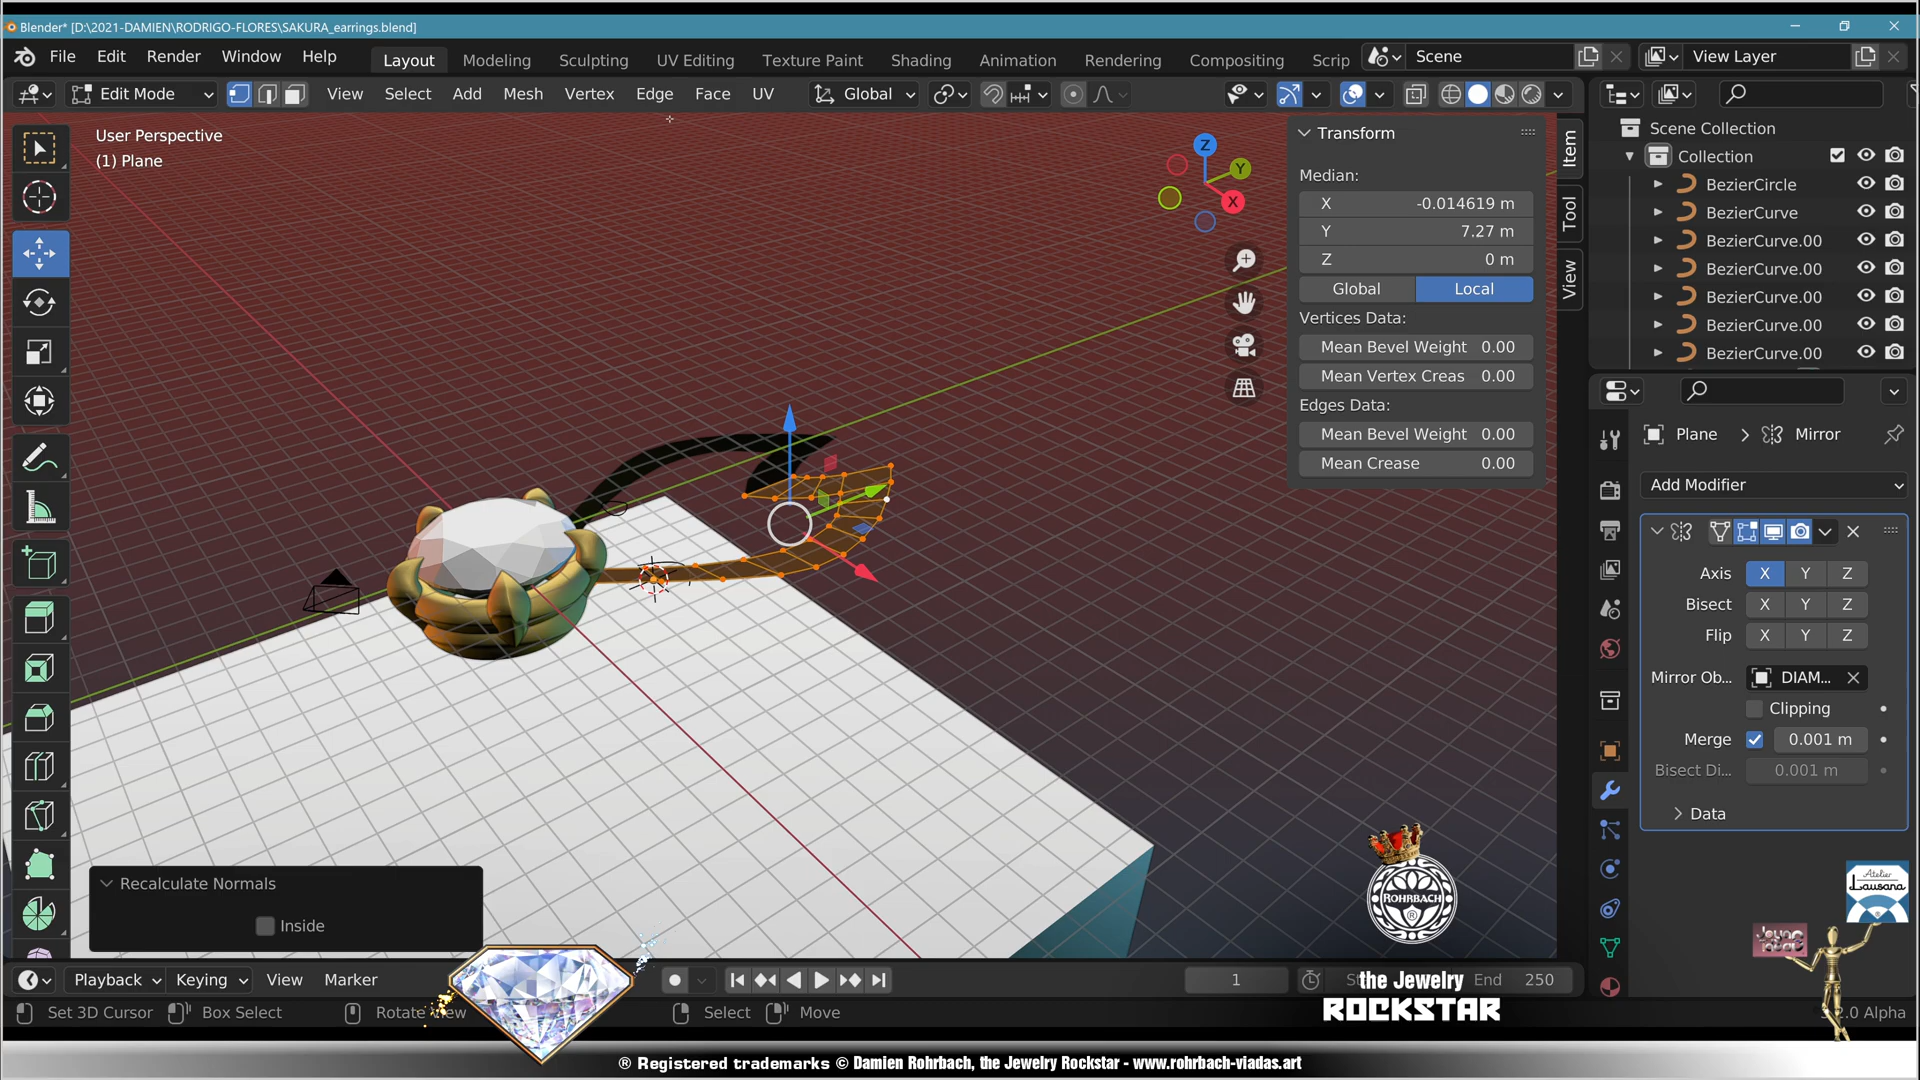 Blender* [D:\2021-DAMIEN\RODRIGO-FLORES\SAKURA_earrings.blend]
File Edit Render Window Help Layout Modeling Sculpting UV Editing Texture Paint Shading Animation Rendering Compositing Scrip Scene View Layer
Edit Mode View Select Add Mesh Vertex Edge Face UV Global
User Perspective
(1) Plane
Z
Y
X
Transform
Median:
X -0.014619 m
Y 7.27 m
Z 0 m
Global Local
Vertices Data:
Mean Bevel Weight 0.00
Mean Vertex Creas 0.00
Edges Data:
Mean Bevel Weight 0.00
Mean Crease 0.00
Item
Tool
View
Scene Collection
Collection
BezierCircle
BezierCurve
BezierCurve.00
BezierCurve.00
BezierCurve.00
BezierCurve.00
BezierCurve.00
Plane Mirror
Add Modifier
Axis X Y Z
Bisect X Y Z
Flip X Y Z
Mirror Ob... DIAM...
Clipping
Merge 0.001 m
Bisect Di... 0.001 m
Data
Recalculate Normals
Inside
ROHRBACH
®
Atelier
Lausana
Playback Keying View Marker 1 End 250
the Jewelry
ROCKSTAR
Set 3D Cursor Box Select Rotate View Select Move 3.2.0 Alpha
® Registered trademarks © Damien Rohrbach, the Jewelry Rockstar - www.rohrbach-viadas.art